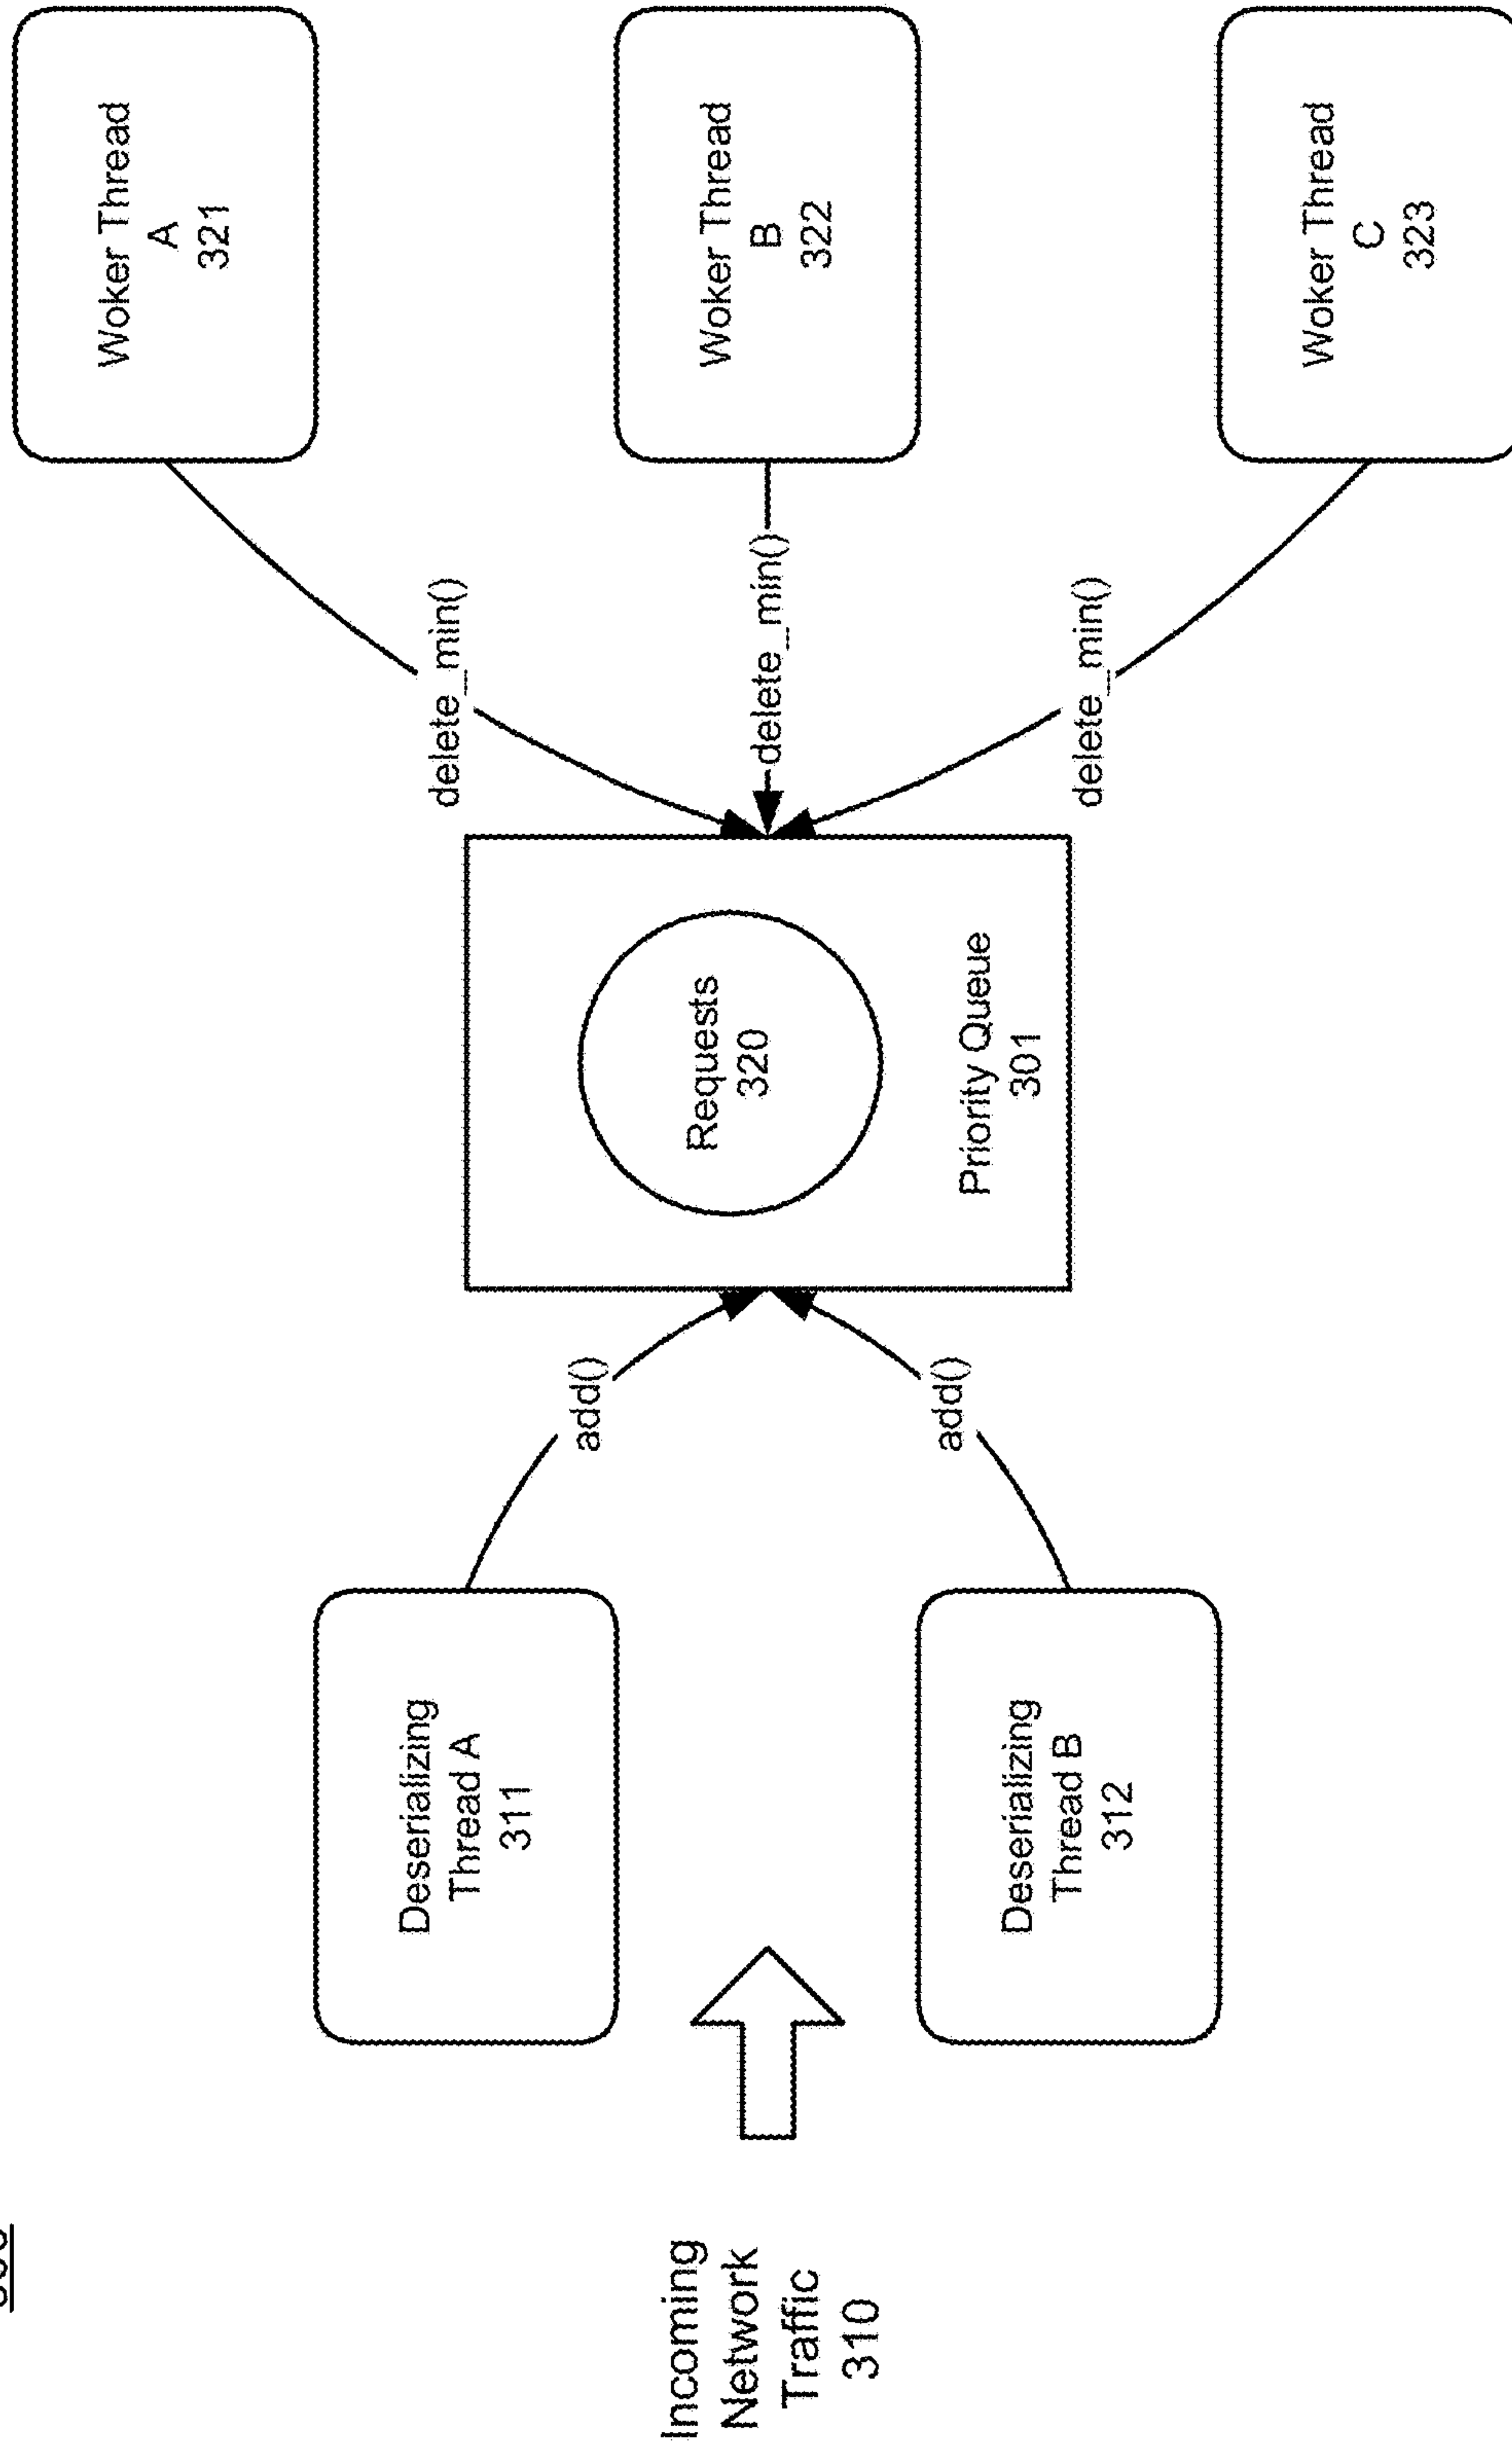 Incoming
Network
Traffic
310
Deserializing
Thread A
311
Deserializing
Thread B
312
add()
add()
Requests
320
Priority Queue
301
delete_min()
delete_min()
delete_min()
Woker Thread
A
321
Woker Thread
B
322
Woker Thread
C
323